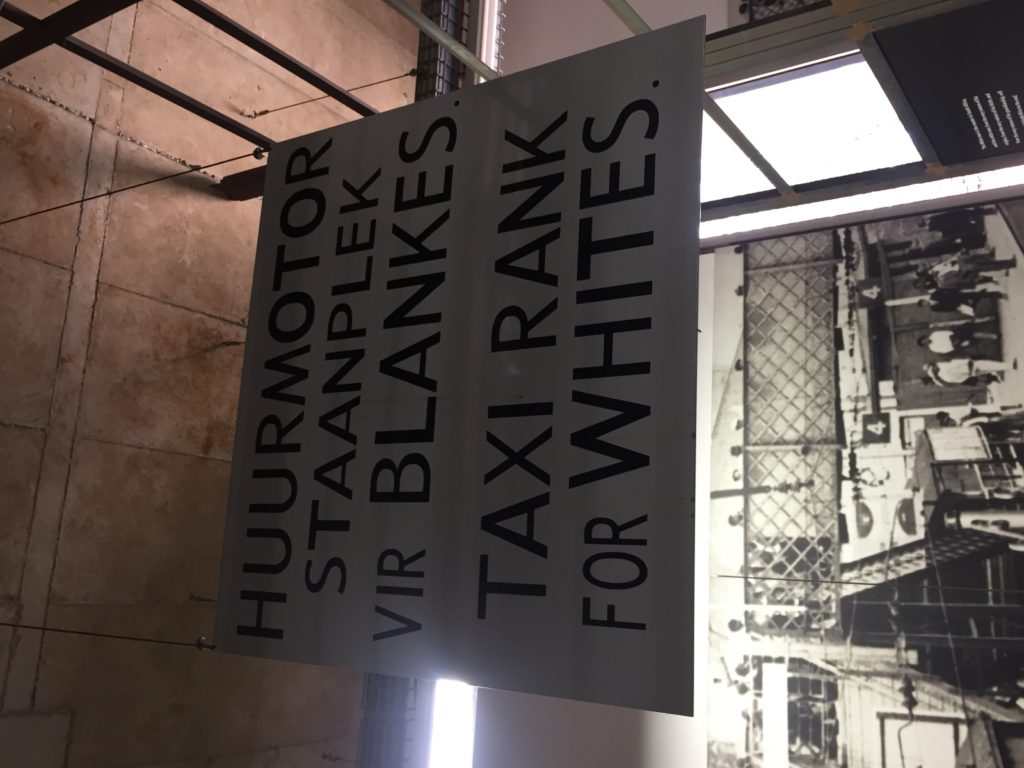 HUURMOTOR
STAANPLEK
VIR BLANKES.
TAXI RANK
FOR WHITES.